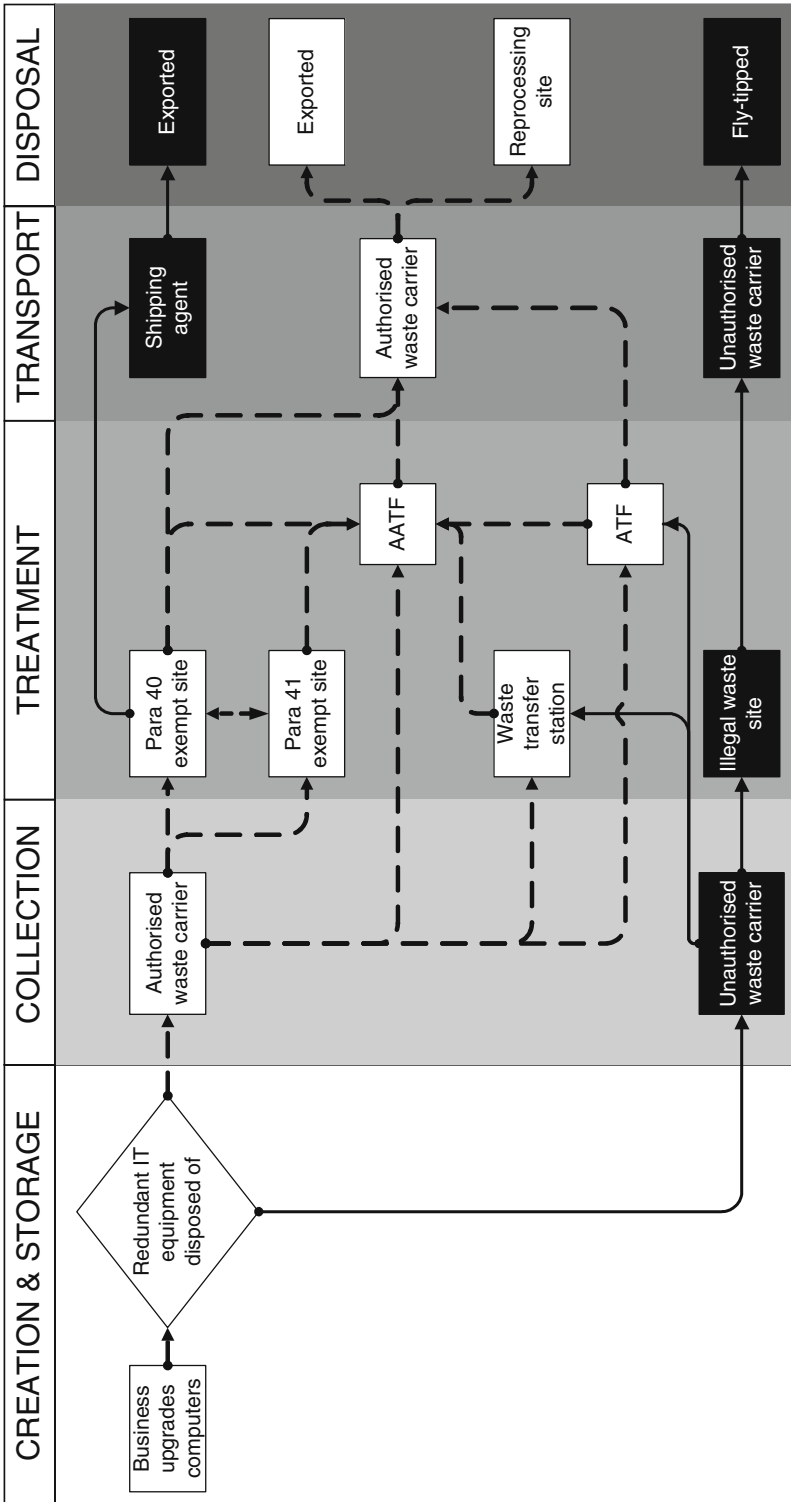 CREATION & STORAGE
COLLECTION
TREATMENT
TRANSPORT
DISPOSAL
Business
upgrades
computers
Redundant IT
equipment
disposed of
Authorised
waste carrier
Unauthorised
waste carrier
Para 40
exempt site
Para 41
exempt site
AATF
Waste
transfer
station
ATF
Illegal waste
site
Shipping
agent
Authorised
waste carrier
Unauthorised
waste carrier
Exported
Exported
Reprocessing
site
Fly-tipped